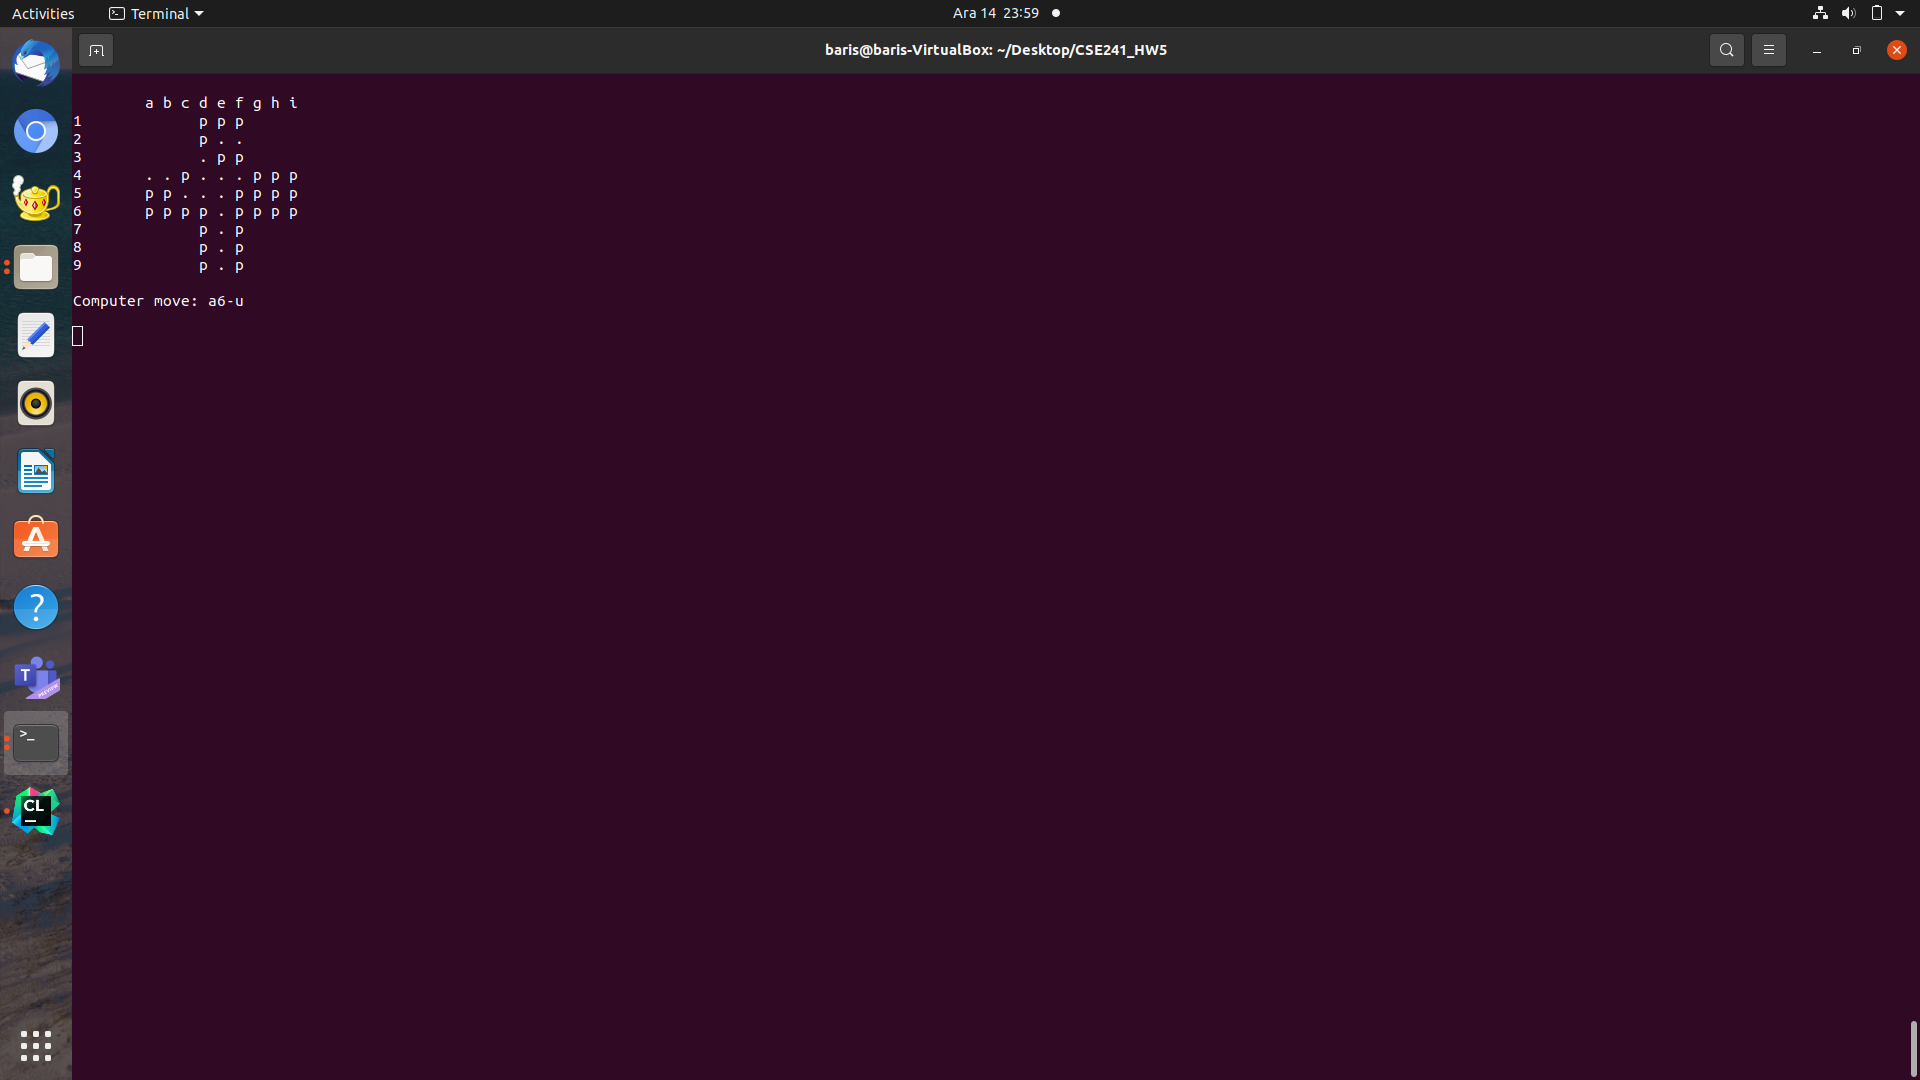 Activities Terminal Ara 14 23:59
baris@baris-VirtualBox: ~/Desktop/CSE241_HW5
a b c d e f g h i
1 p p p
2 p . .
3 . p p
4 . . p . . . p p p
5 p p . . . p p p p
6 p p p p . p p p p
7 p . p
8 p . p
9 p . p
Computer move: a6-u
?
T
PREVIEW
>_
CL